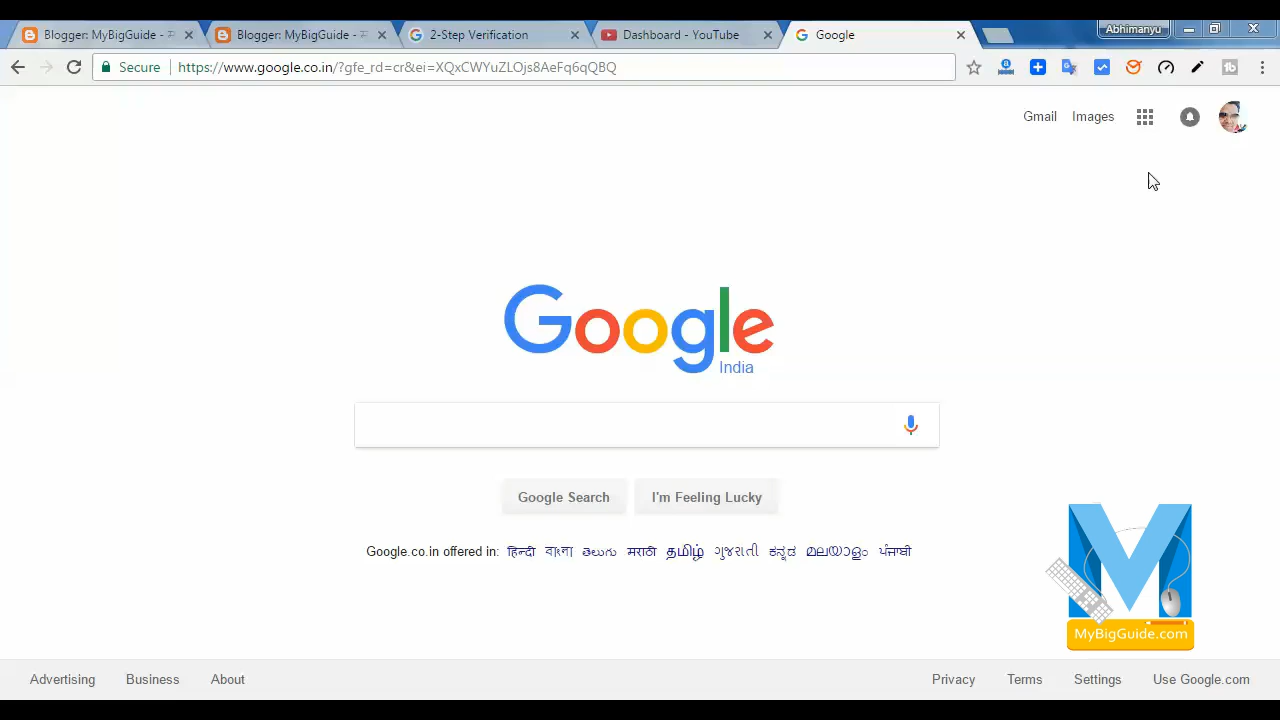 Blogger: MyBigGuide - 2-Step Verification Dashboard - YouTube Google Abhimanyu
Blogger: MyBigGuide -
Secure https://www.google.co.in/?gfe_rd=cr&ei=XQxCWYuZLOjs8AeFq6qQBQ
Gmail Images
Google
India
Google Search I'm Feeling Lucky
Google.co.in offered in: हिन्दी বাংলা తెలుగు मराठी தமிழ் ગુજરાતી ಕನ್ನಡ മലയാളം ਪੰਜਾਬੀ
MyBigGuide.com
Advertising Business About Privacy Terms Settings Use Google.com